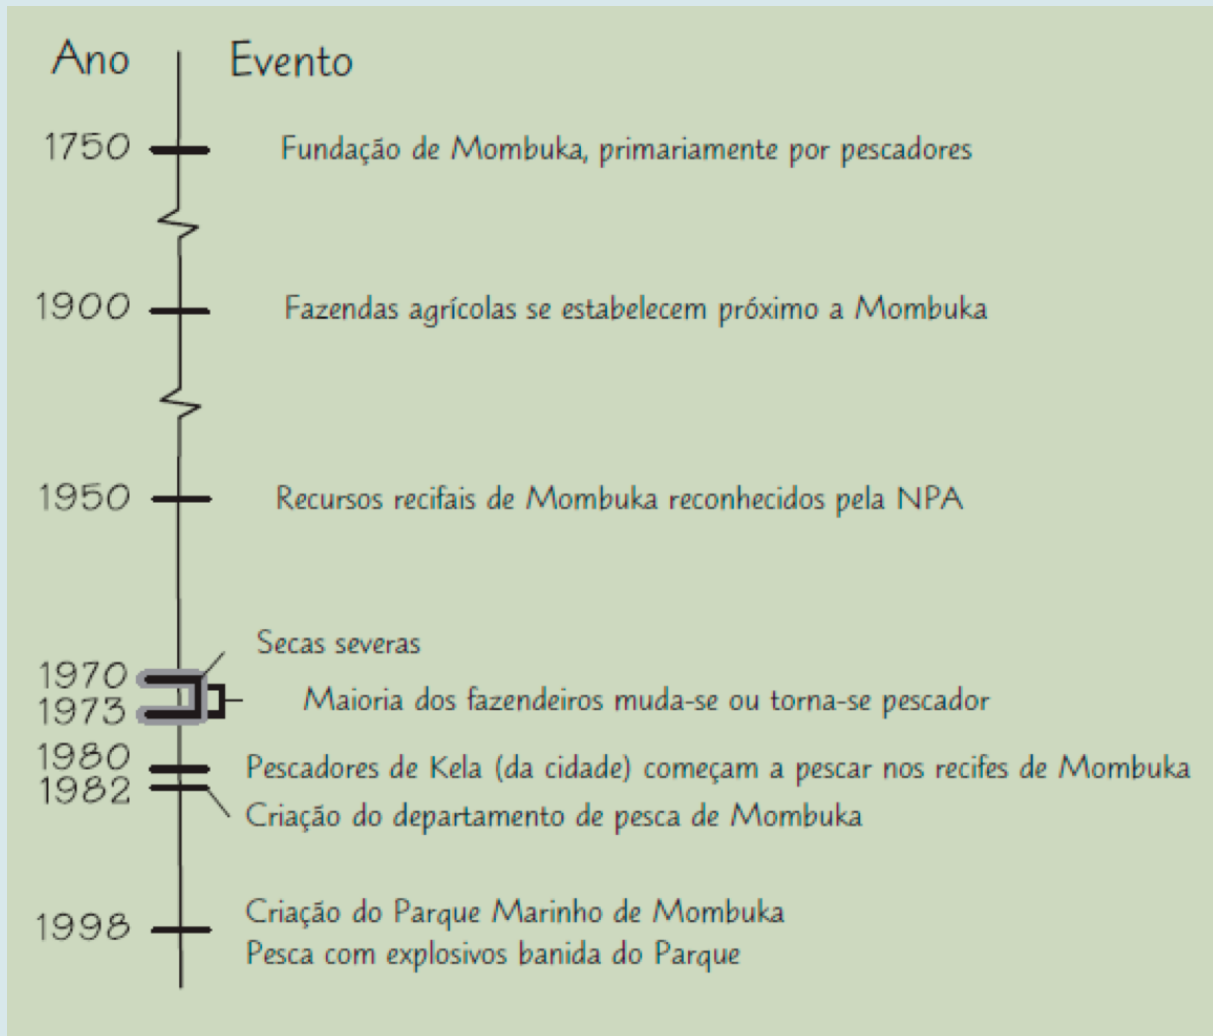 Ano Evento
1750 Fundação de Mombuka, primariamente por pescadores
1900 Fazendas agrícolas se estabelecem próximo a Mombuka
1950 Recursos recifais de Mombuka reconhecidos pela NPA
Secas severas
1970
Maioria dos fazendeiros muda-se ou torna-se pescador
1973
1980 Pescadores de Kela (da cidade) começam a pescar nos recifes de Mombuka
1982 Criação do departamento de pesca de Mombuka
1998 Criação do Parque Marinho de Mombuka
Pesca com explosivos banida do Parque